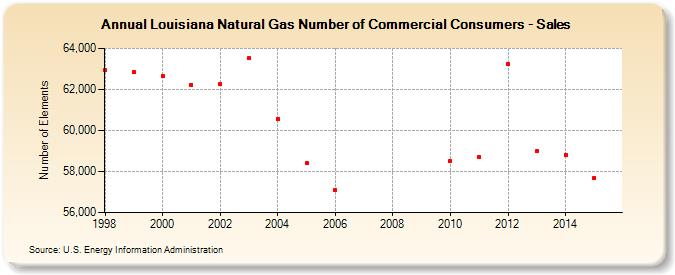 Annual Louisiana Natural Gas Number of Commercial Consumers - Sales
Number of Elements
64,000
62,000
60,000
58,000
56,000
1998 2000 2002 2004 2006 2008 2010 2012 2014
Source: U.S. Energy Information Administration